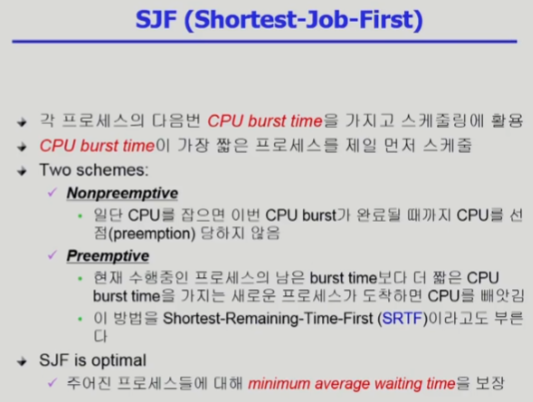 SJF (Shortest-Job-First)
각 프로세스의 다음번 CPU burst time을 가지고 스케줄링에 활용
CPU burst time이 가장 짧은 프로세스를 제일 먼저 스케줄
Two schemes:
Nonpreemptive
일단 CPU를 잡으면 이번 CPU burst가 완료될 때까지 CPU를 선
점(preemption) 당하지 않음
Preemptive
현재 수행중인 프로세스의 남은 burst time보다 더 짧은 CPU
burst time을 가지는 새로운 프로세스가 도착하면 CPU를 빼앗김
이 방법을 Shortest-Remaining-Time-First (SRTF)이라고도 부른
다
SJF is optimal
주어진 프로세스들에 대해 minimum average waiting time을 보장